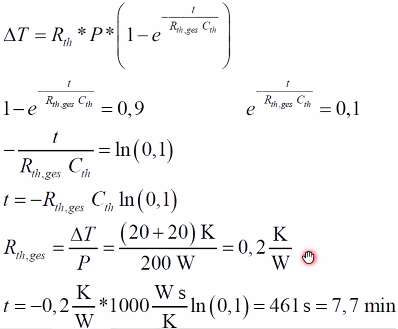 ΔT = R_th * P * (1 − e^(−t/(R_th,ges C_th)))
1 − e^(−t/(R_th,ges C_th)) = 0,9 e^(−t/(R_th,ges C_th)) = 0,1
−t/(R_th,ges C_th) = ln(0,1)
t = −R_th,ges C_th ln(0,1)
R_th,ges = ΔT/P = (20+20) K/200 W = 0,2 K/W
t = −0,2 K/W * 1000 W s/K ln(0,1) = 461 s = 7,7 min